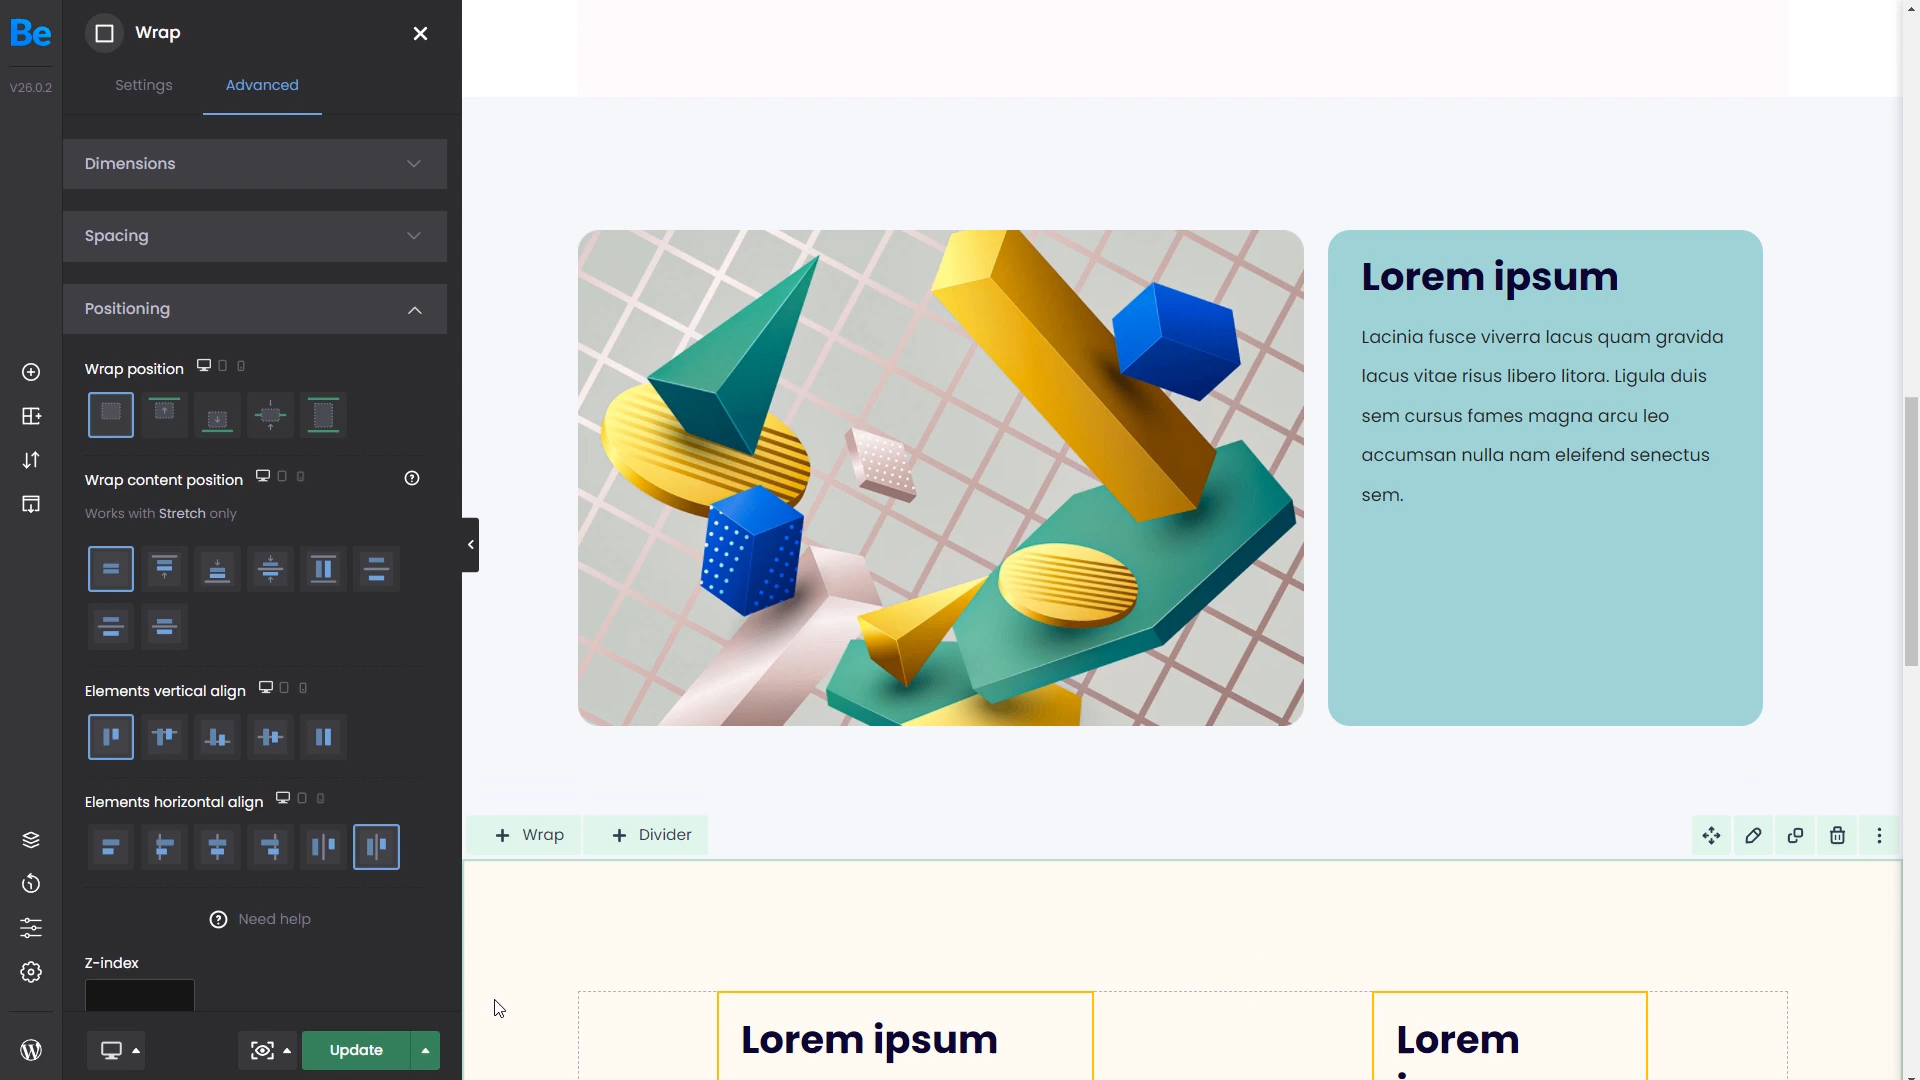 Be
Wrap
V26.0.2
Settings
Advanced
Dimensions
Spacing
Positioning
Wrap position
Wrap content position
Works with Stretch only
Elements vertical align
Elements horizontal align
Need help
Z-index
Update
Lorem ipsum
Lacinia fusce viverra lacus quam gravida
lacus vitae risus libero litora. Ligula duis
sem cursus fames magna arcu leo
accumsan nulla nam eleifend senectus
sem.
+ Wrap
+ Divider
Lorem ipsum
Lorem